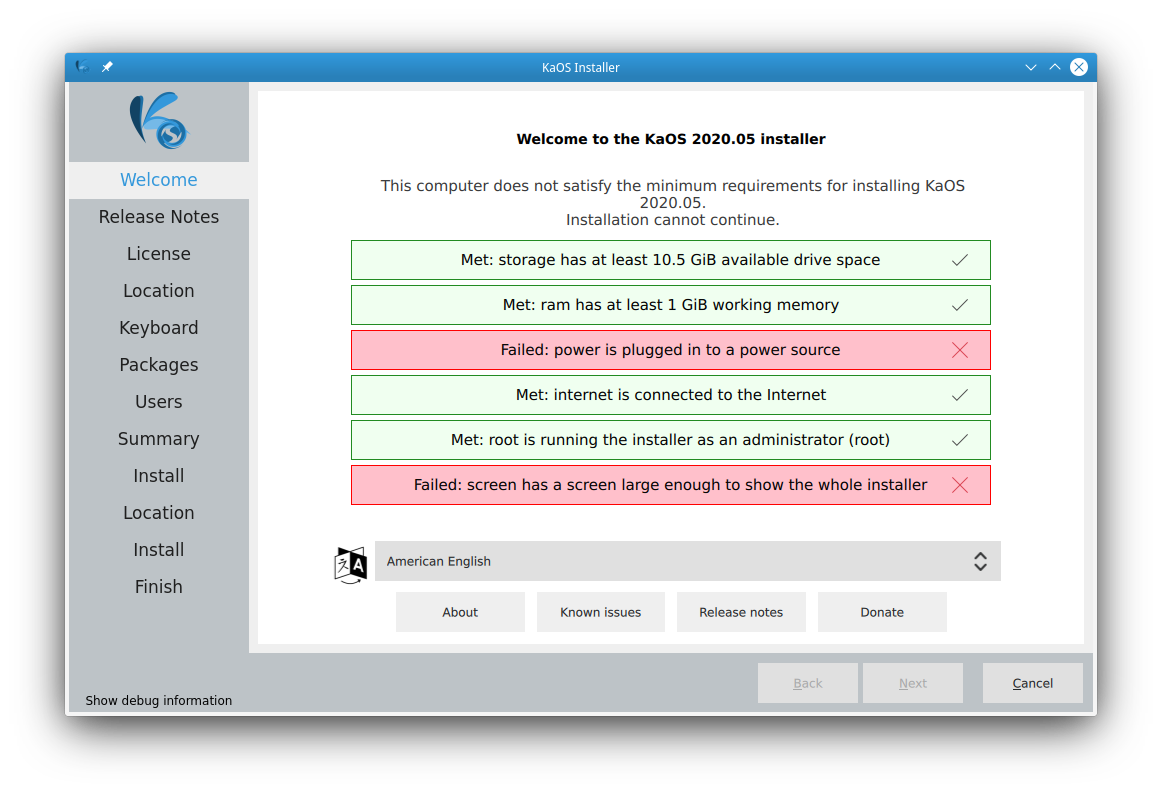 KaOS Installer
Welcome
Release Notes
License
Location
Keyboard
Packages
Users
Summary
Install
Location
Install
Finish
Show debug information
Welcome to the KaOS 2020.05 installer
This computer does not satisfy the minimum requirements for installing KaOS
2020.05.
Installation cannot continue.
Met: storage has at least 10.5 GiB available drive space
Met: ram has at least 1 GiB working memory
Failed: power is plugged in to a power source
Met: internet is connected to the Internet
Met: root is running the installer as an administrator (root)
Failed: screen has a screen large enough to show the whole installer
American English
About
Known issues
Release notes
Donate
Back
Next
Cancel